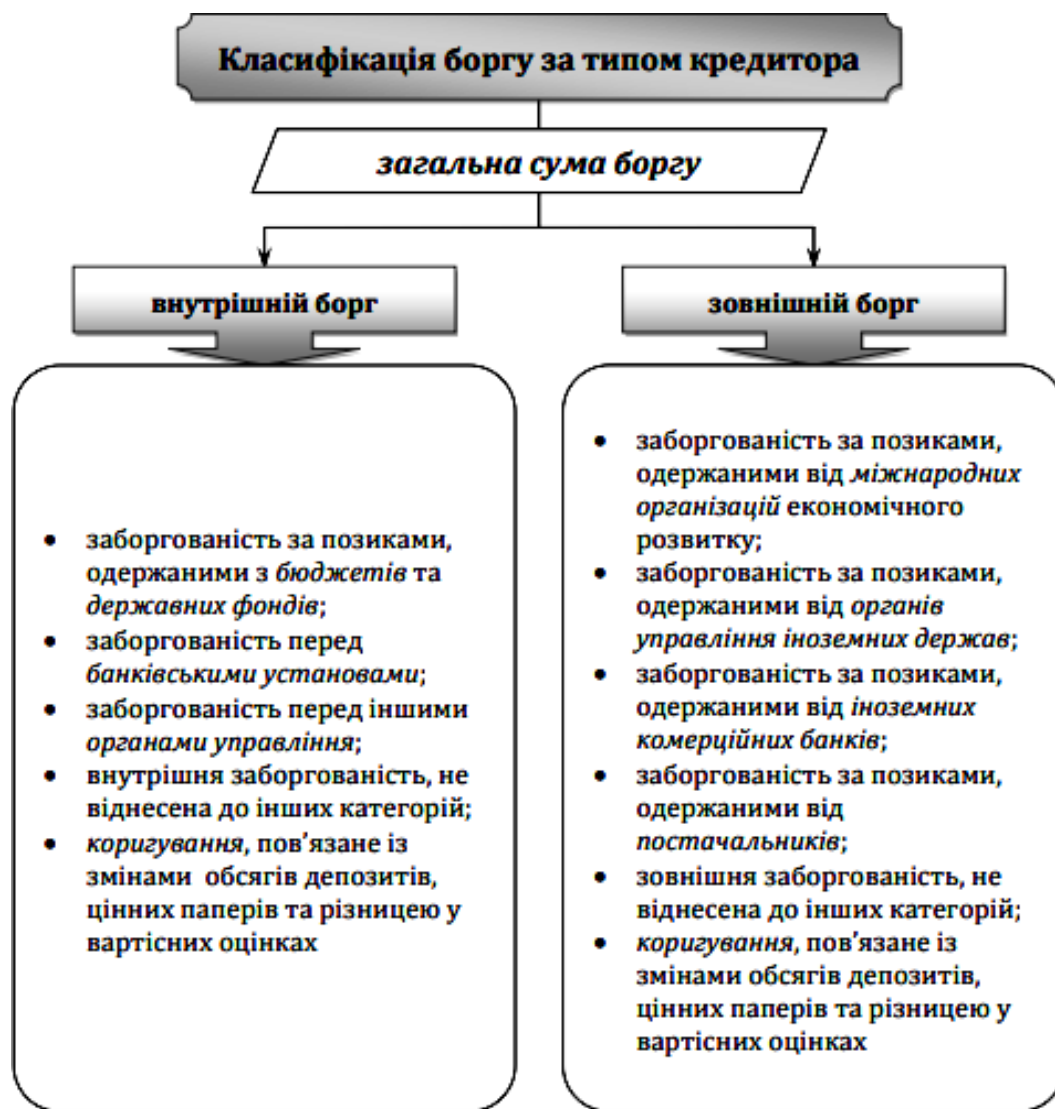 Класифікація боргу за типом кредитора
загальна сума боргу
внутрішній борг
заборгованість за позиками,
одержаними з бюджетів та
державних фондів;
заборгованість перед
банківськими установами;
заборгованість перед іншими
органами управління;
внутрішня заборгованість, не
віднесена до інших категорій;
коригування, пов’язане із
змінами обсягів депозитів,
цінних паперів та різницею у
вартісних оцінках
зовнішній борг
заборгованість за позиками,
одержаними від міжнародних
організацій економічного
розвитку;
заборгованість за позиками,
одержаними від органів
управління іноземних держав;
заборгованість за позиками,
одержаними від іноземних
комерційних банків;
заборгованість за позиками,
одержаними від
постачальників;
зовнішня заборгованість, не
віднесена до інших категорій;
коригування, пов’язане із
змінами обсягів депозитів,
цінних паперів та різницею у
вартісних оцінках